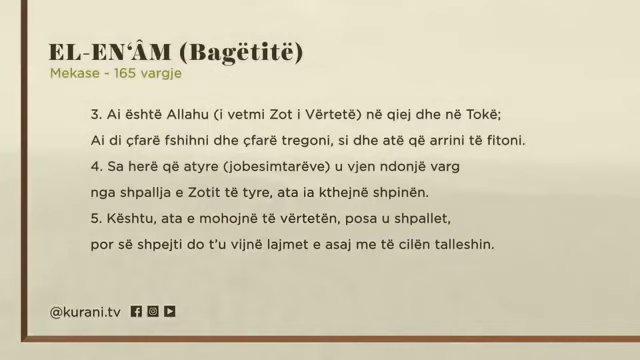 EL-EN‘ÂM (Bagëtitë)
Mekase - 165 vargje
3. Ai është Allahu (i vetmi Zot i Vërtetë) në qiej dhe në Tokë;
Ai di çfarë fshihni dhe çfarë tregoni, si dhe atë që arrini të fitoni.
4. Sa herë që atyre (jobesimtarëve) u vjen ndonjë varg
nga shpallja e Zotit të tyre, ata ia kthejnë shpinën.
5. Kështu, ata e mohojnë të vërtetën, posa u shpallet,
por së shpejti do t’u vijnë lajmet e asaj me të cilën talleshin.
@kurani.tv